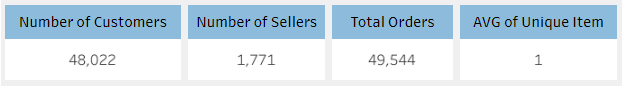 Number of Customers Number of Sellers Total Orders AVG of Unique Item
48,022 1,771 49,544 1